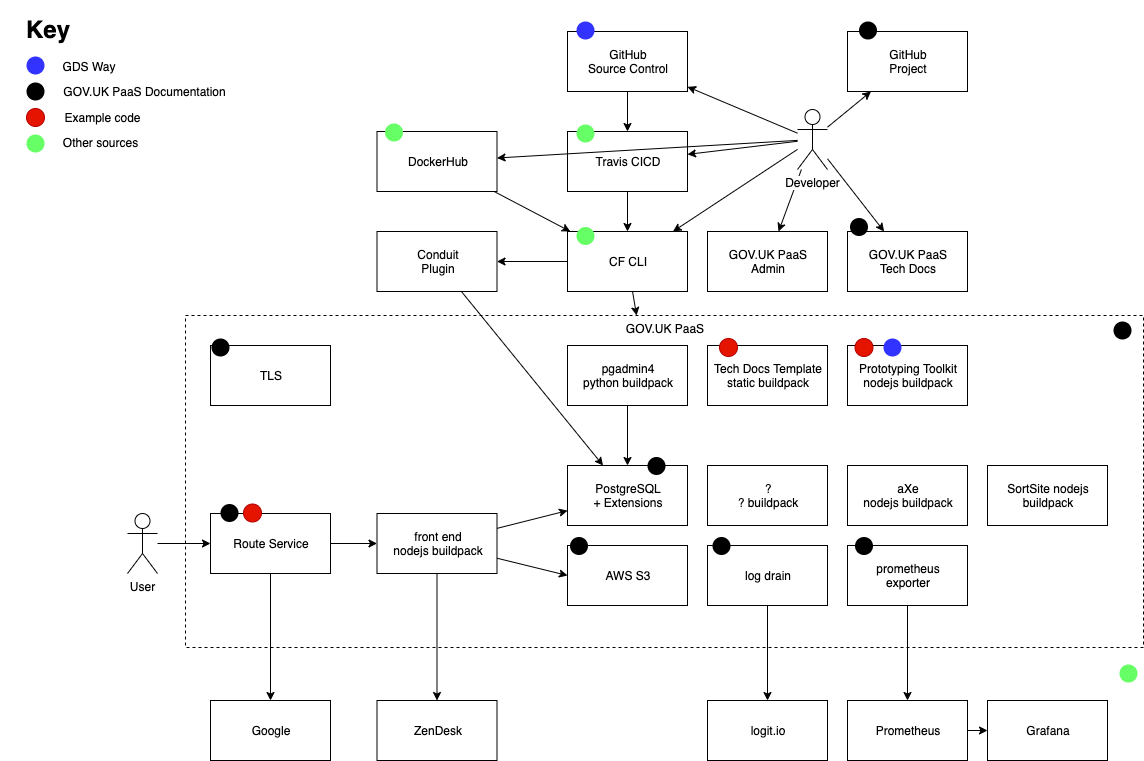 Key
GDS Way
GOV.UK PaaS Documentation
Example code
Other sources
GitHub
Source Control
GitHub
Project
DockerHub
Travis CICD
Developer
Conduit
Plugin
CF CLI
GOV.UK PaaS
Admin
GOV.UK PaaS
Tech Docs
GOV.UK PaaS
TLS
pgadmin4
python buildpack
Tech Docs Template
static buildpack
Prototyping Toolkit
nodejs buildpack
PostgreSQL
+ Extensions
?
? buildpack
aXe
nodejs buildpack
SortSite nodejs
buildpack
User
Route Service
front end
nodejs buildpack
AWS S3
log drain
prometheus
exporter
Google
ZenDesk
logit.io
Prometheus
Grafana